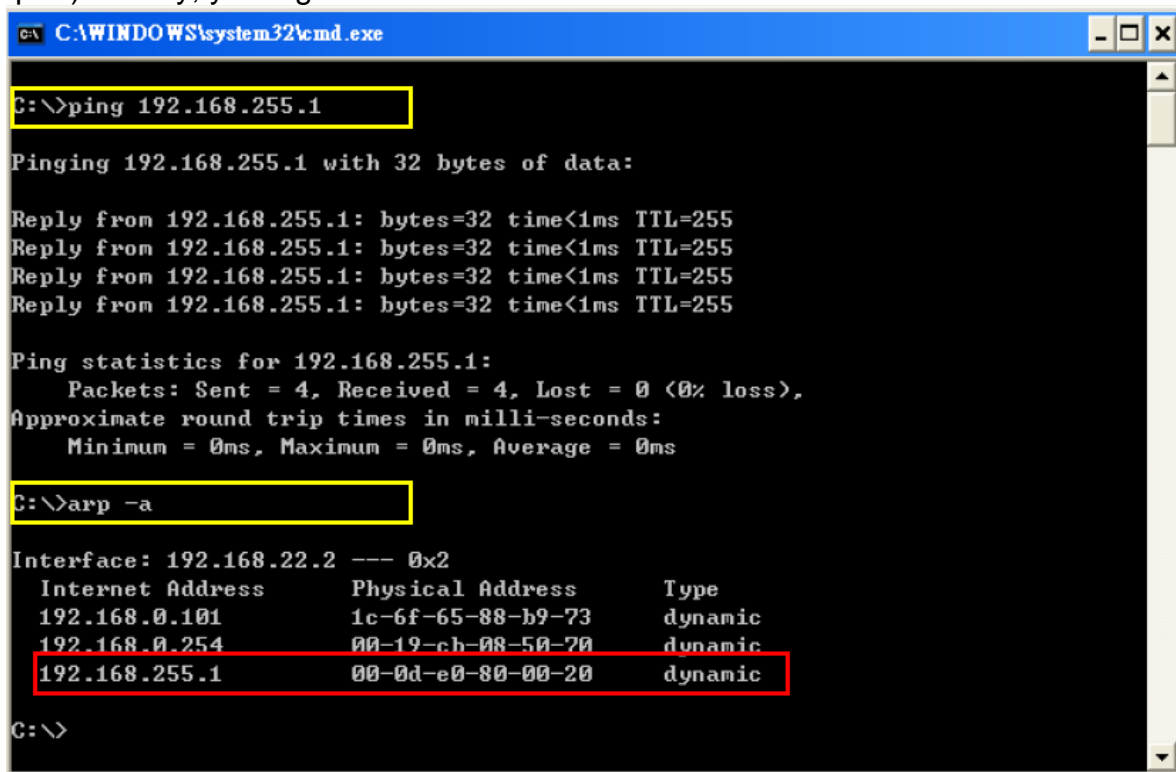 C:\WINDOWS\system32\cmd.exe
C:\>ping 192.168.255.1
Pinging 192.168.255.1 with 32 bytes of data:
Reply from 192.168.255.1: bytes=32 time<1ms TTL=255
Reply from 192.168.255.1: bytes=32 time<1ms TTL=255
Reply from 192.168.255.1: bytes=32 time<1ms TTL=255
Reply from 192.168.255.1: bytes=32 time<1ms TTL=255
Ping statistics for 192.168.255.1:
Packets: Sent = 4, Received = 4, Lost = 0 (0% loss),
Approximate round trip times in milli-seconds:
Minimum = 0ms, Maximum = 0ms, Average = 0ms
C:\>arp -a
Interface: 192.168.22.2 --- 0x2
Internet Address Physical Address Type
192.168.0.101 1c-6f-65-88-b9-73 dynamic
192.168.0.254 00-19-cb-08-50-70 dynamic
192.168.255.1 00-0d-e0-80-00-20 dynamic
C:\>